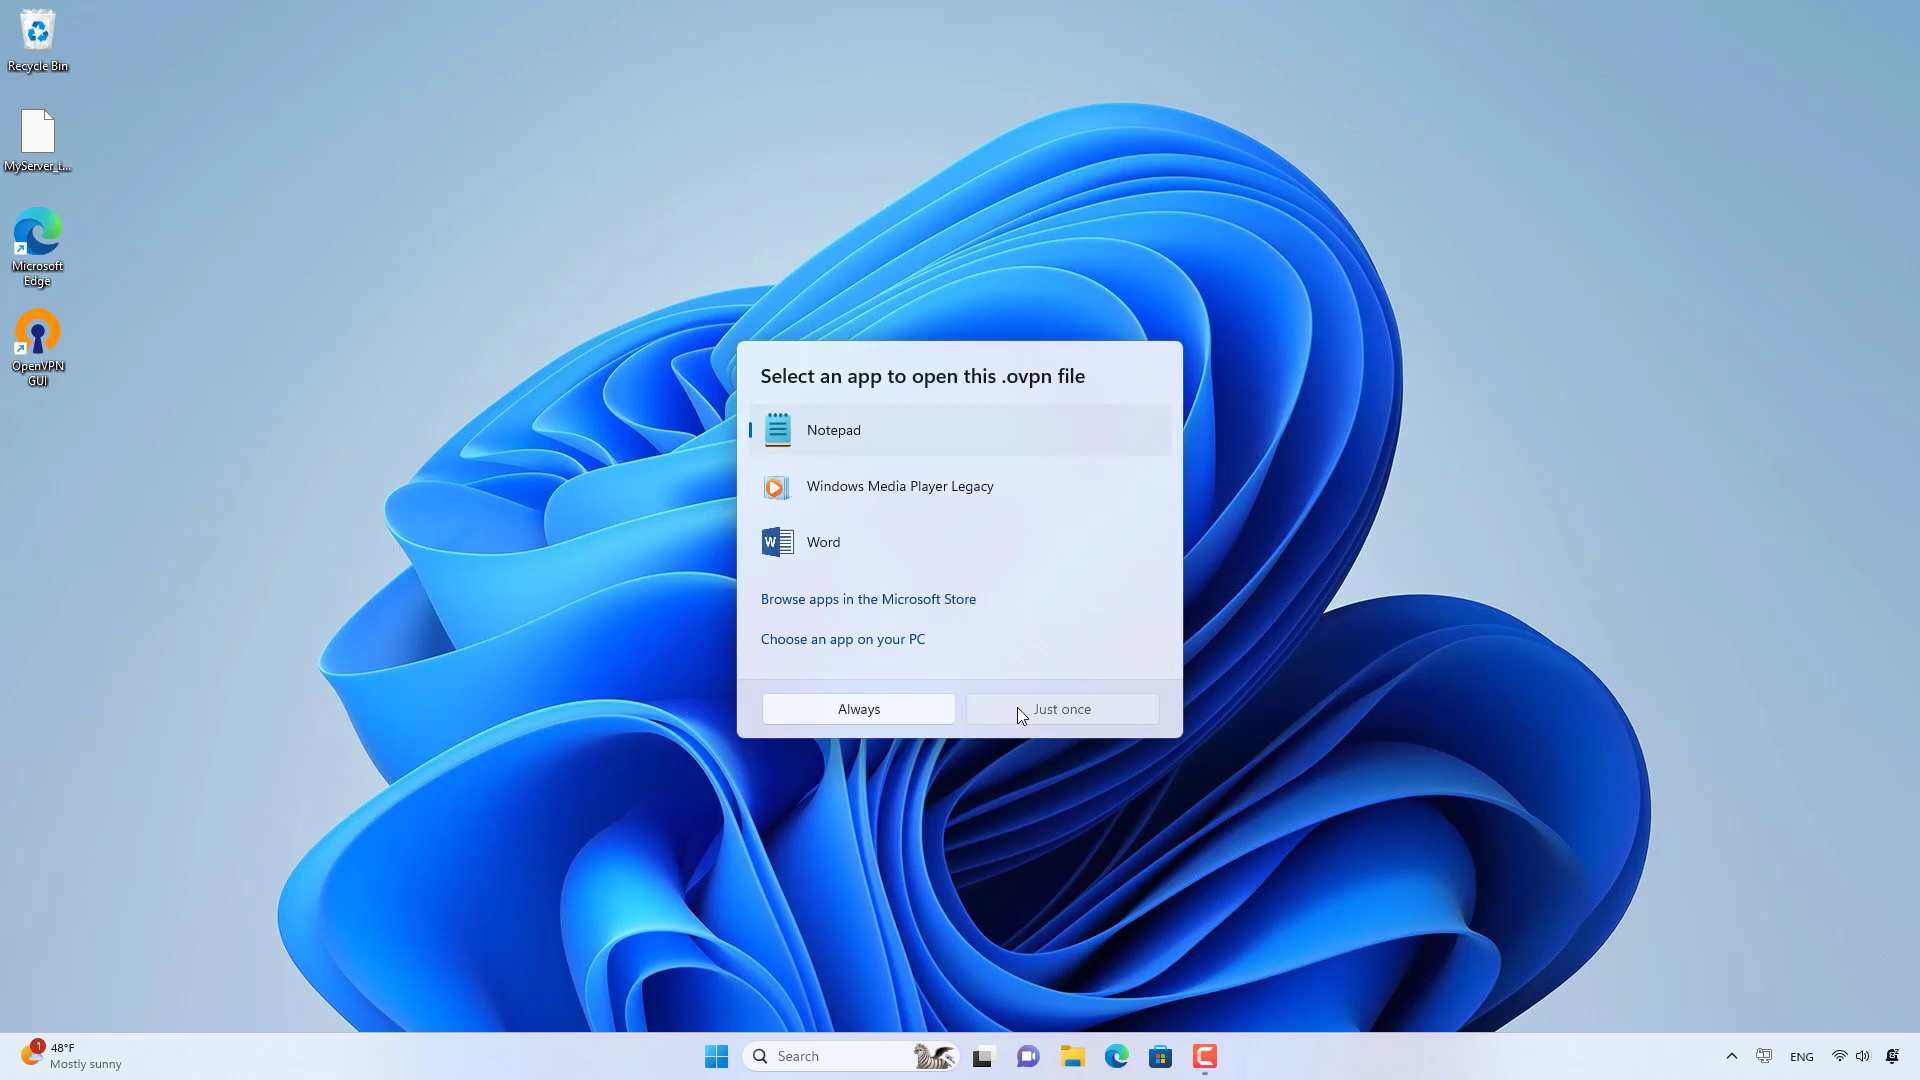 Recycle Bin
MyServer_t...
Microsoft
Edge
OpenVPN
GUI
Select an app to open this .ovpn file
Notepad
Windows Media Player Legacy
W
Word
Browse apps in the Microsoft Store
Choose an app on your PC
Always
Just once
1
48°F
Mostly sunny
Search
ENG